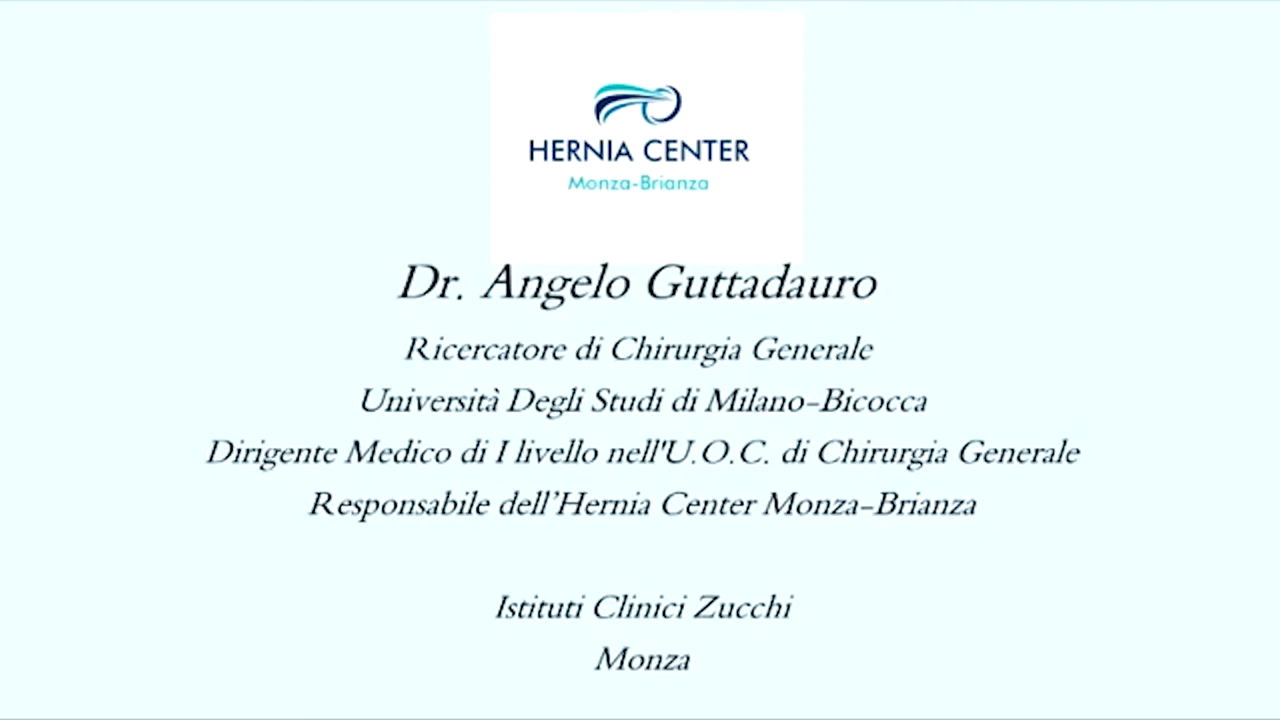 HERNIA CENTER
Monza-Brianza
Dr. Angelo Guttadauro
Ricercatore di Chirurgia Generale
Università Degli Studi di Milano-Bicocca
Dirigente Medico di I livello nell'U.O.C. di Chirurgia Generale
Responsabile dell’Hernia Center Monza-Brianza
Istituti Clinici Zucchi
Monza